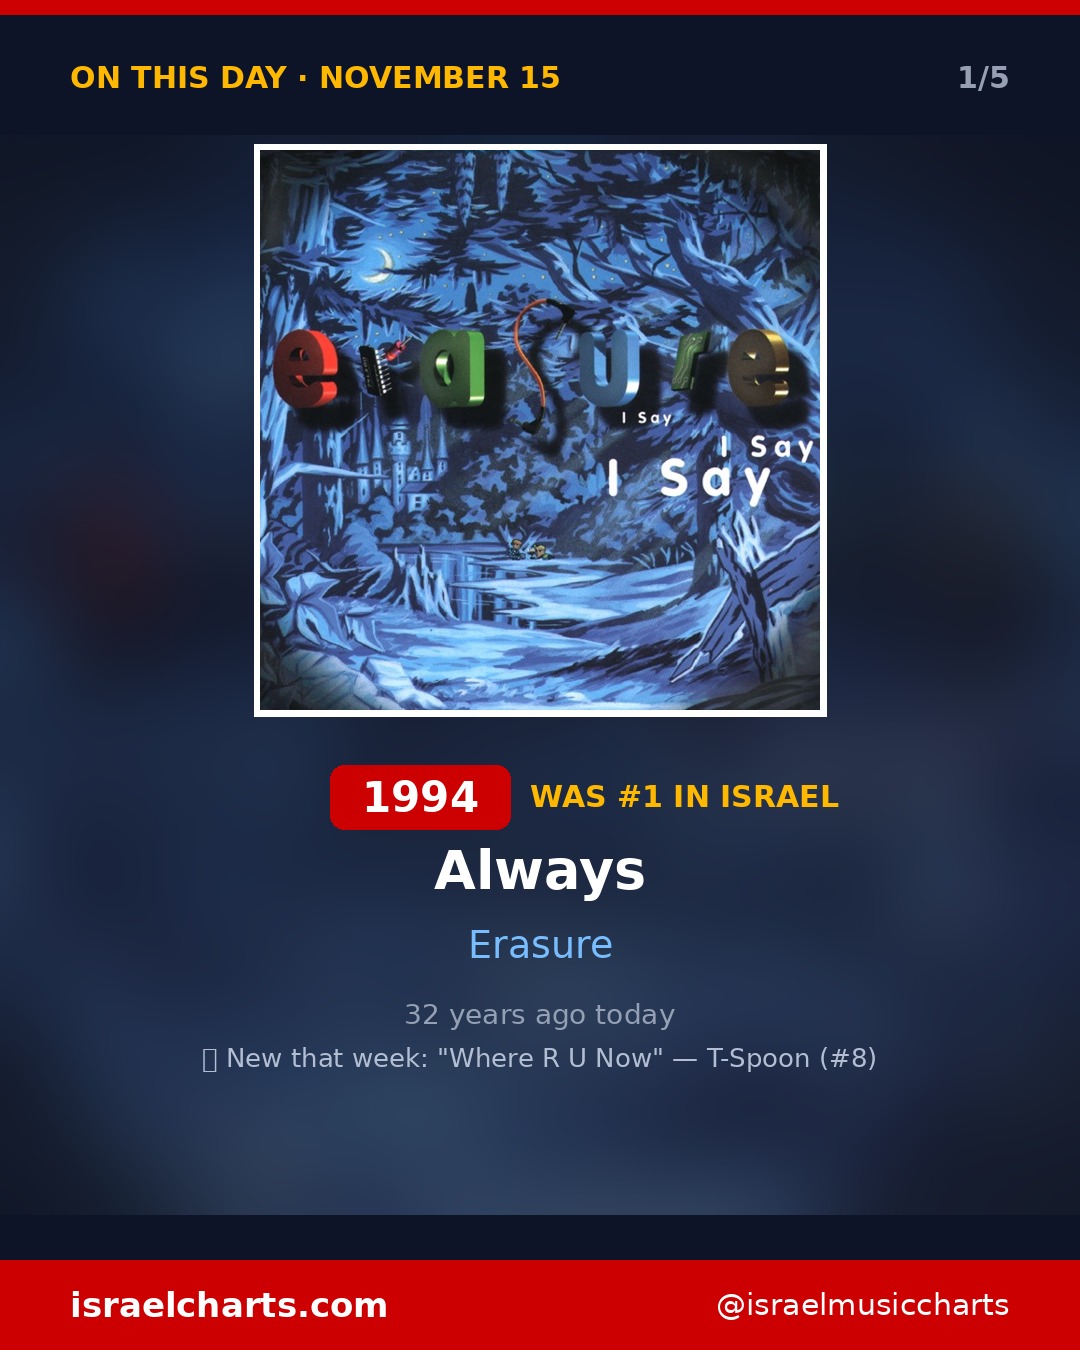 ON THIS DAY · NOVEMBER 15
1/5
erasure
I Say
I Say
I Say
1994
WAS #1 IN ISRAEL
Always
Erasure
32 years ago today
New that week: "Where R U Now" — T-Spoon (#8)
israelcharts.com
@israelmusiccharts